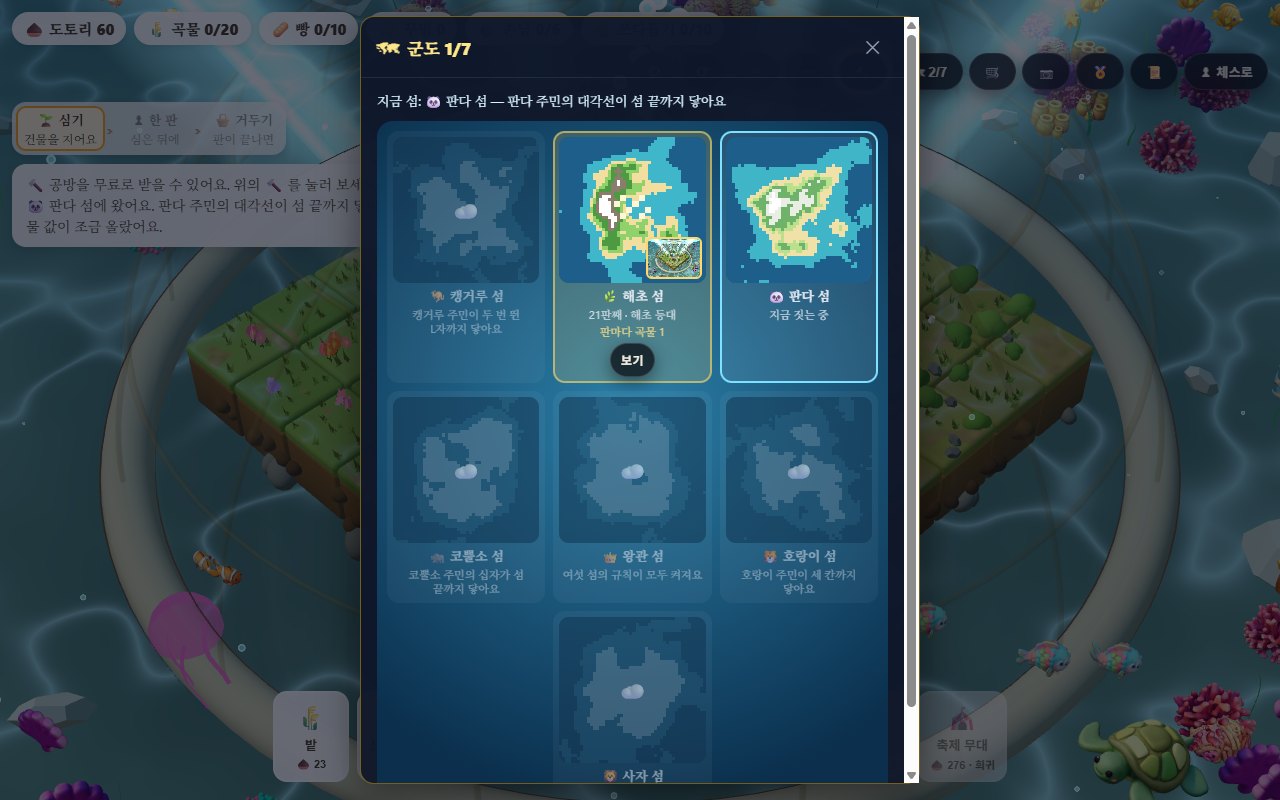 도토리 60
곡물 0/20
빵 0/10
군도 1/7
2/7
체스로
지금 섬: 판다 섬 — 판다 주민의 대각선이 섬 끝까지 닿아요
심기
건물을 지어요
한 판
심은 뒤에
거두기
판이 끝나면
공방을 무료로 받을 수 있어요. 위의 를 눌러 보세
판다 섬에 왔어요. 판다 주민의 대각선이 섬 끝까지
물 값이 조금 올랐어요.
캥거루 섬
캥거루 주민이 두 번 뛴
L자까지 닿아요
해초 섬
21판째 · 해초 등대
판마다 곡물 1
보기
판다 섬
지금 짓는 중
코뿔소 섬
코뿔소 주민의 십자가 섬
끝까지 닿아요
왕관 섬
여섯 섬의 규칙이 모두 켜져요
호랑이 섬
호랑이 주민이 세 칸까지
닿아요
사자 섬
밭
23
축제 무대
276 · 희귀